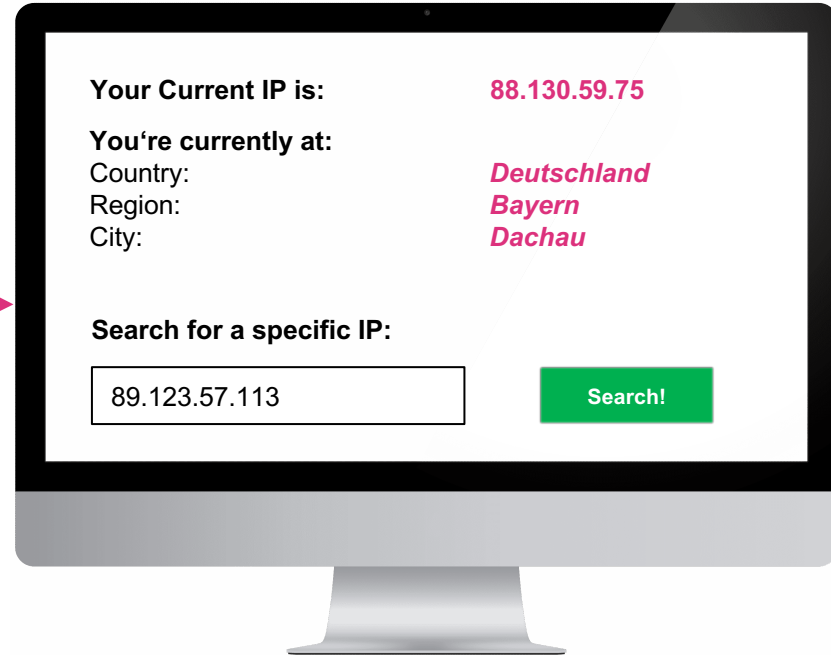 Your Current IP is: 88.130.59.75
You‘re currently at:
Country: Deutschland
Region: Bayern
City: Dachau
Search for a specific IP:
89.123.57.113 Search!